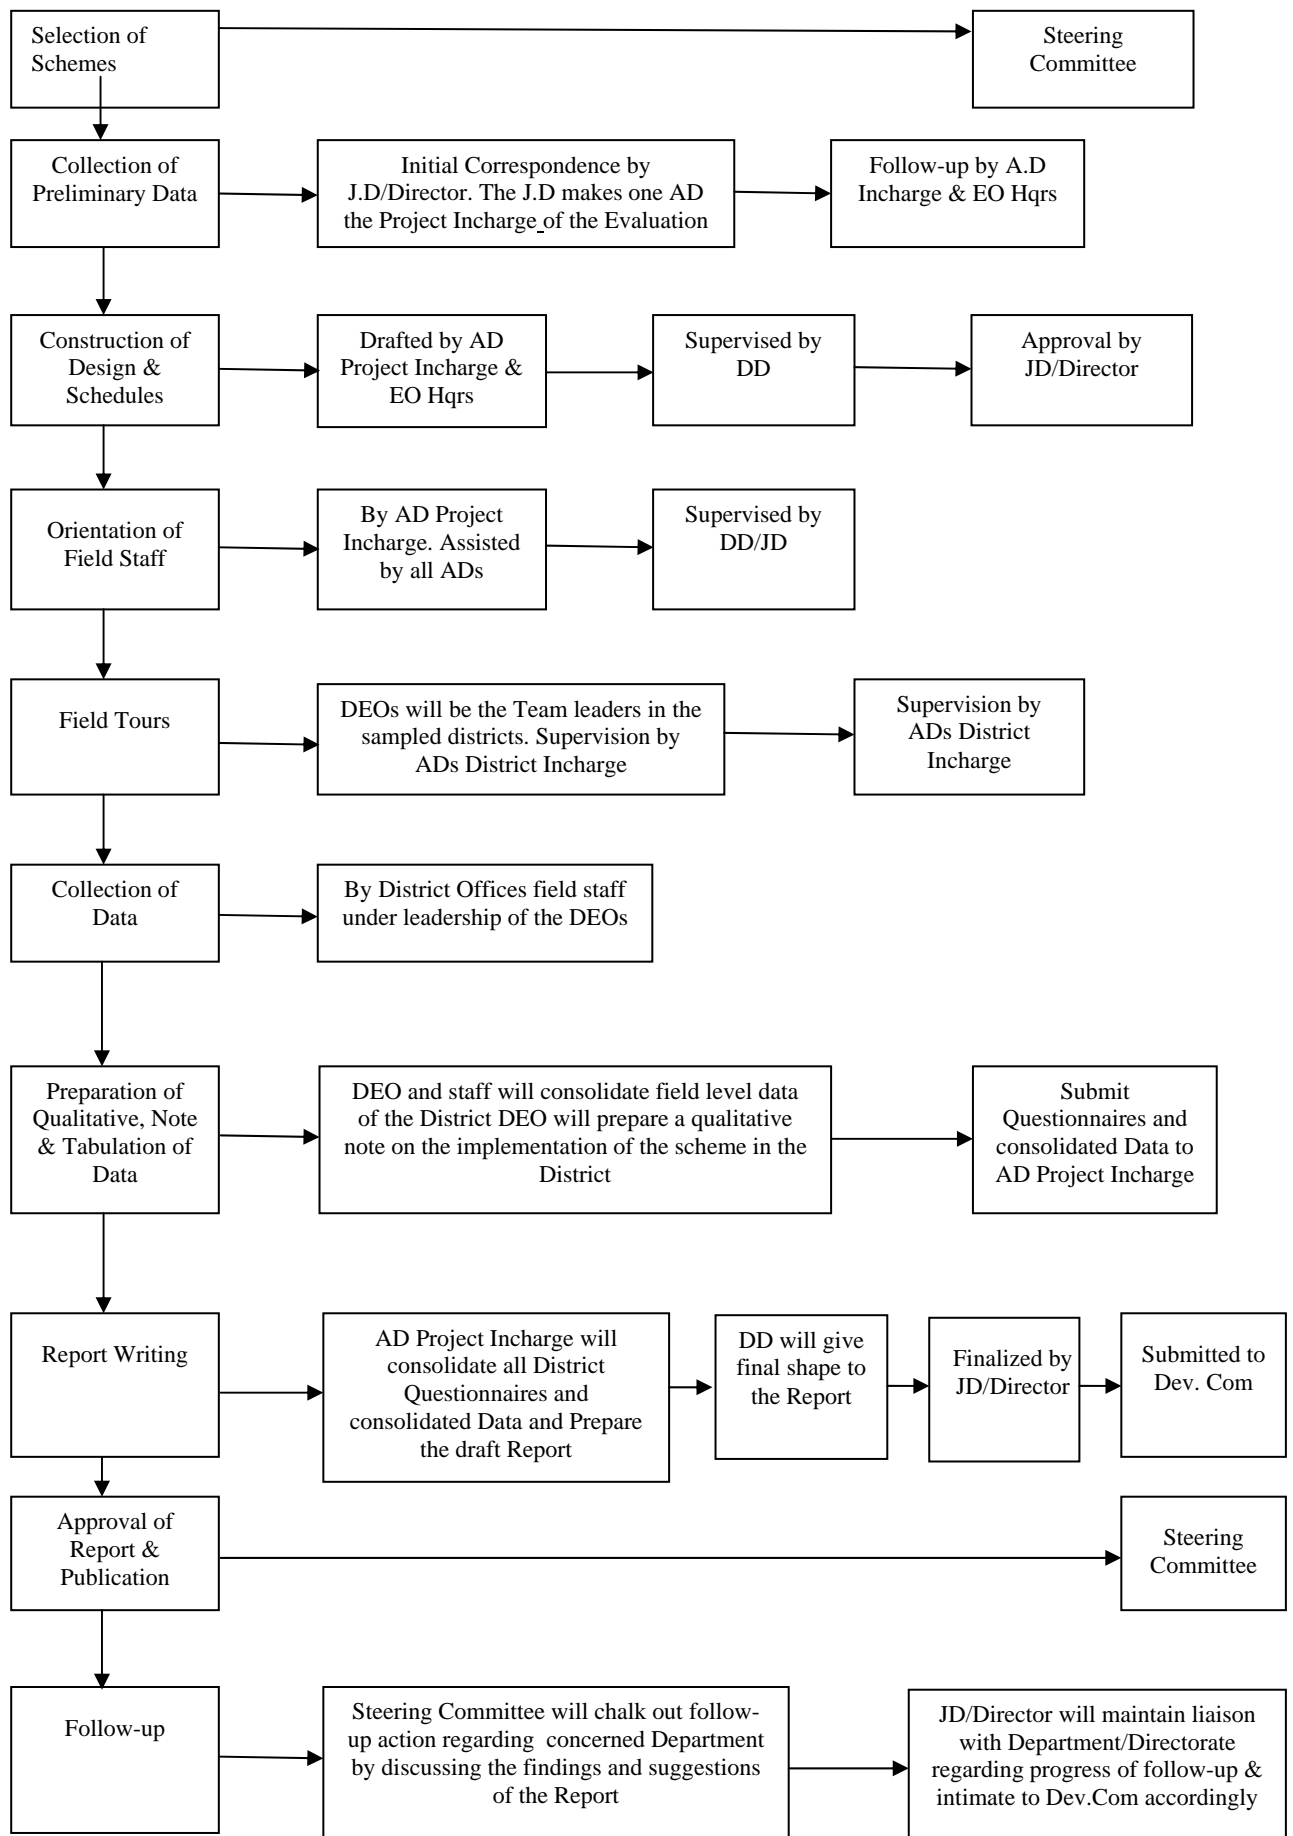 Selection of
Schemes
Steering
Committee
Collection of
Preliminary Data
Initial Correspondence by
J.D/Director. The J.D makes one AD
the Project Incharge of the Evaluation
Follow-up by A.D
Incharge & EO Hqrs
Construction of
Design &
Schedules
Drafted by AD
Project Incharge &
EO Hqrs
Supervised by
DD
Approval by
JD/Director
Orientation of
Field Staff
By AD Project
Incharge. Assisted
by all ADs
Supervised by
DD/JD
Field Tours
DEOs will be the Team leaders in the
sampled districts. Supervision by
ADs District Incharge
Supervision by
ADs District
Incharge
Collection of
Data
By District Offices field staff
under leadership of the DEOs
Preparation of
Qualitative, Note
& Tabulation of
Data
DEO and staff will consolidate field level data
of the District DEO will prepare a qualitative
note on the implementation of the scheme in the
District
Submit
Questionnaires and
consolidated Data to
AD Project Incharge
Report Writing
AD Project Incharge will
consolidate all District
Questionnaires and
consolidated Data and Prepare
the draft Report
DD will give
final shape to
the Report
Finalized by
JD/Director
Submitted to
Dev. Com
Approval of
Report &
Publication
Steering
Committee
Follow-up
Steering Committee will chalk out follow-
up action regarding  concerned Department
by discussing the findings and suggestions
of the Report
JD/Director will maintain liaison
with Department/Directorate
regarding progress of follow-up &
intimate to Dev.Com accordingly